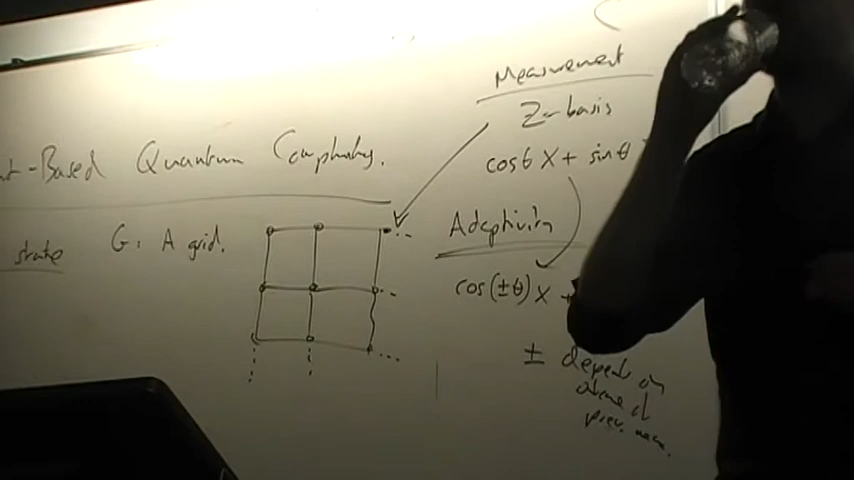 -Based Quantum Computing.
state G: A grid.
Measurement
Z-basis
cosθ X + sinθ
Adaptivity
cos(±θ) X +
± depends on
outcome of
prev. meas.